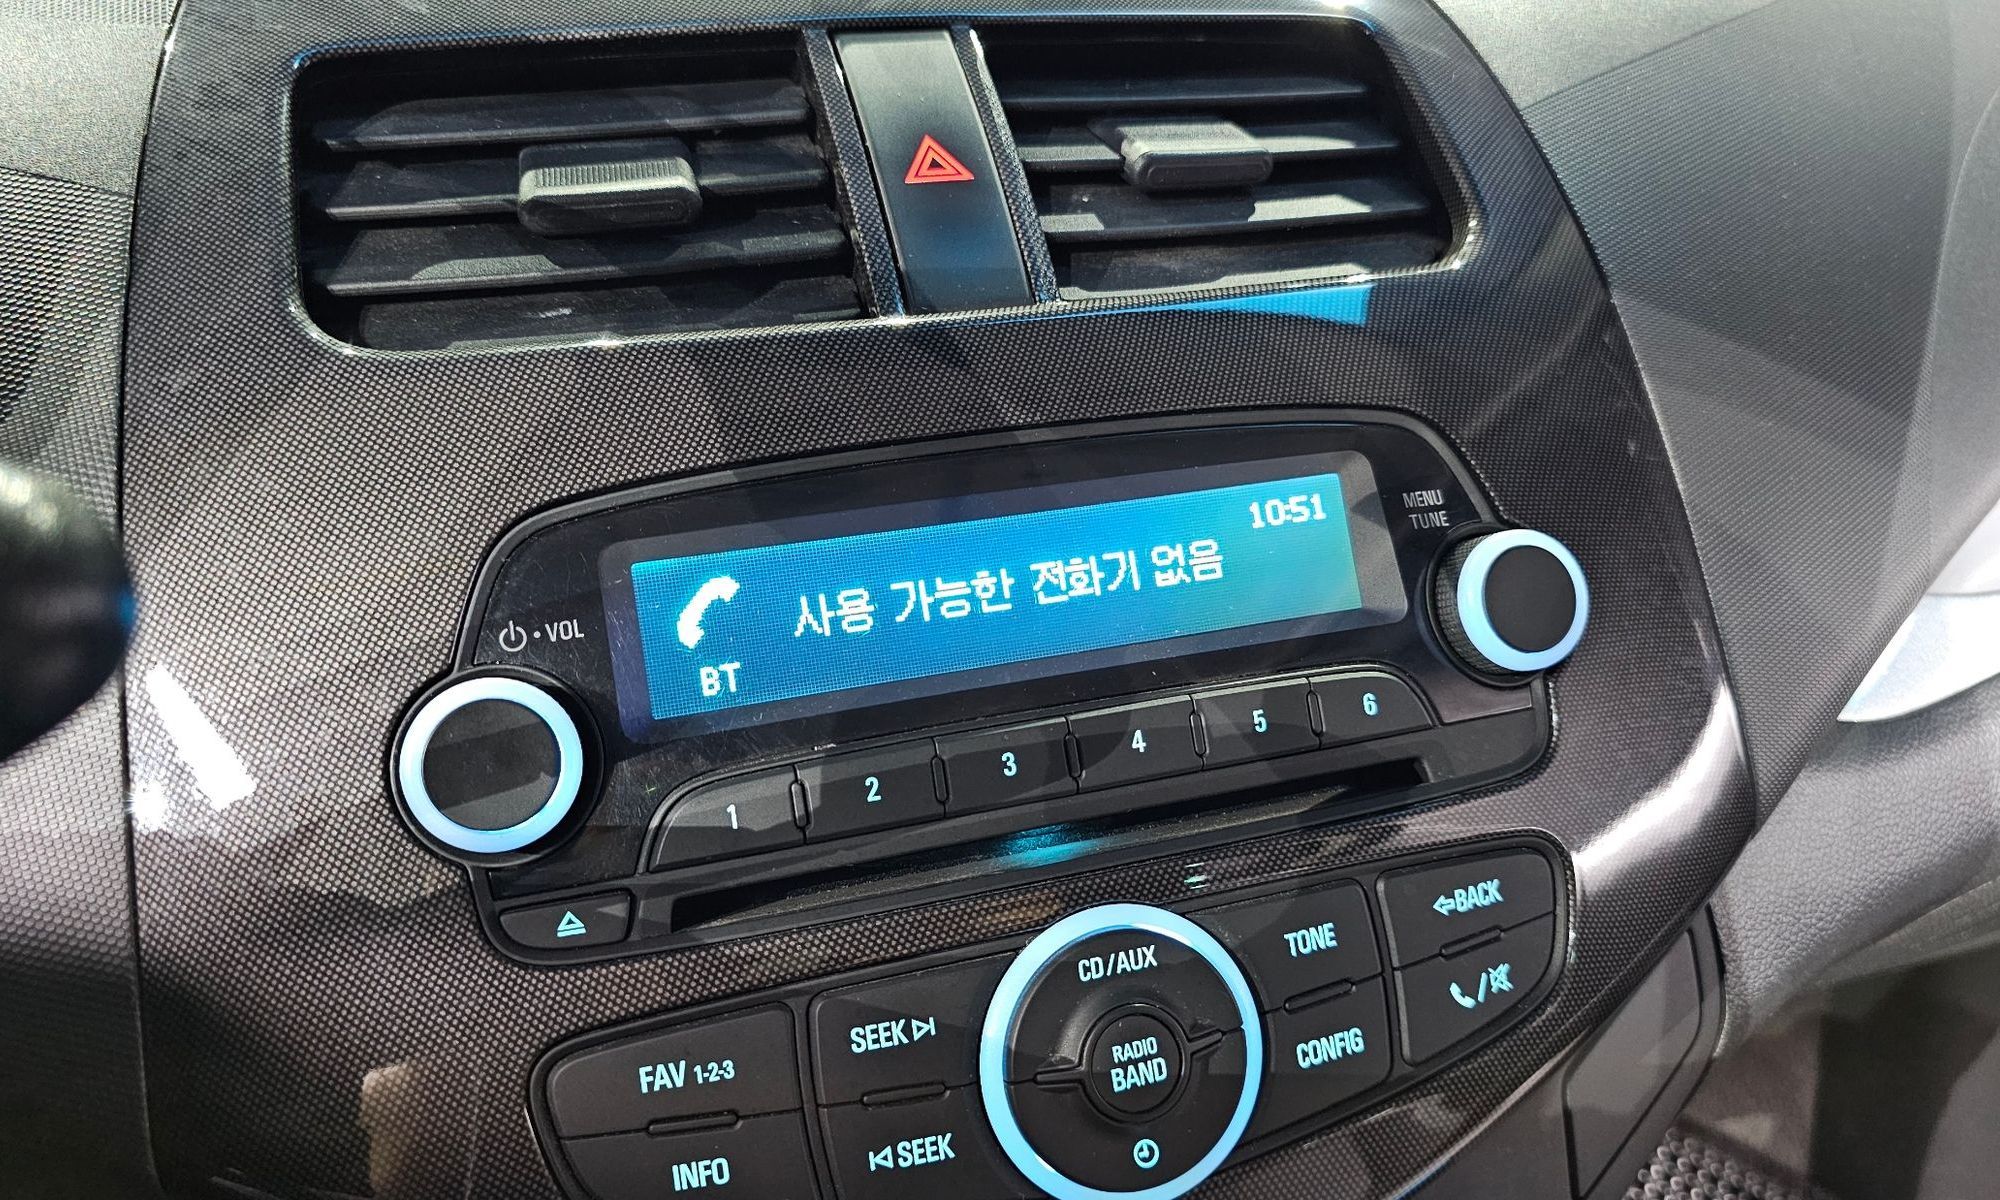 10:51
사용 가능한 전화기 없음
BT
MENU
TUNE
• VOL
1 2 3 4 5 6
CD/AUX
RADIO
BAND
TONE
BACK
CONFIG
SEEK
FAV 1-2-3
SEEK
INFO